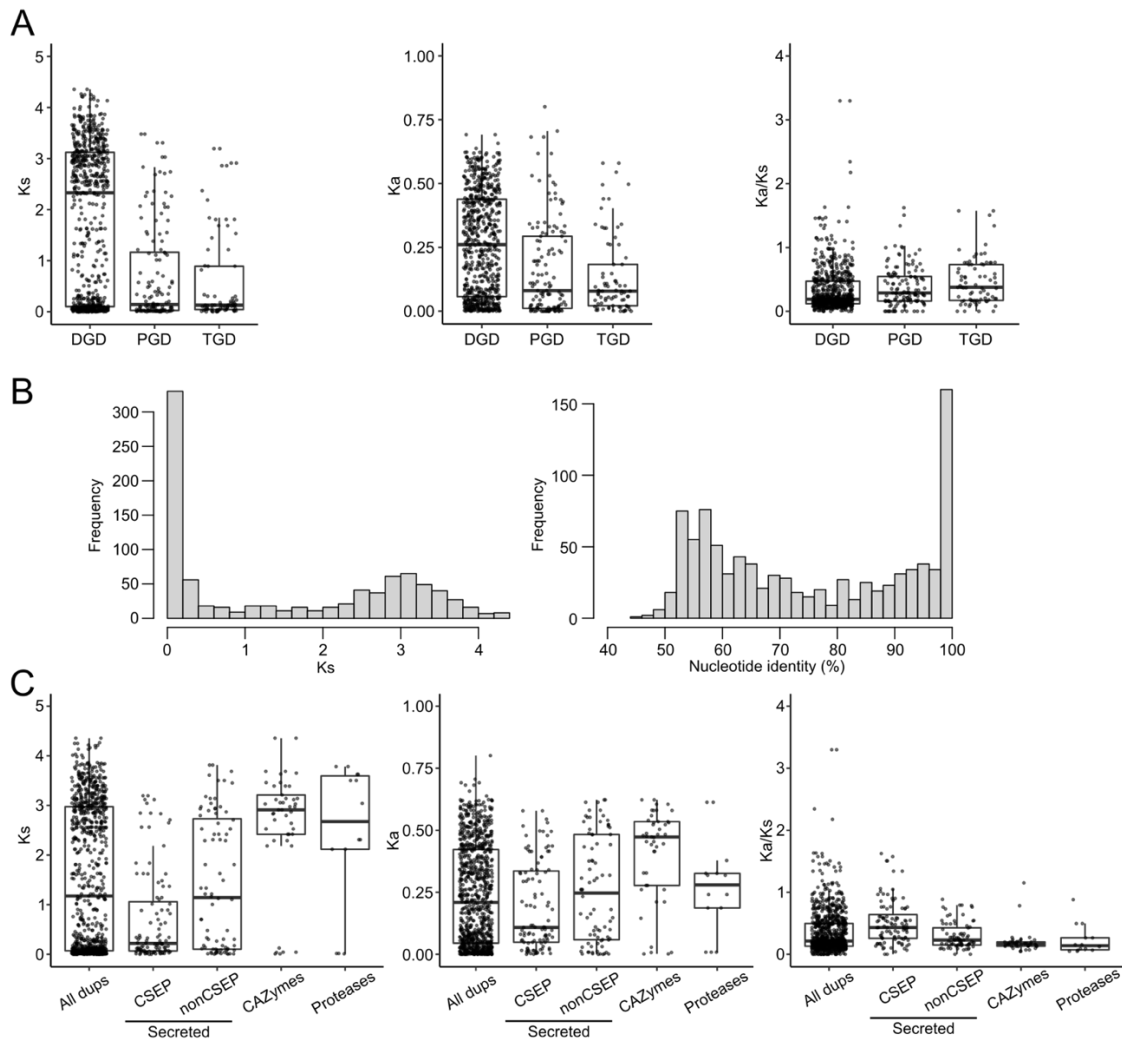 A
5
4
3
2
1
0
Ks
DGD PGD TGD
1.00
0.75
0.50
0.25
0.00
Ka
DGD PGD TGD
4
3
2
1
0
Ka/Ks
DGD PGD TGD
B
300
250
200
150
100
50
0
Frequency
0 1 2 3 4
Ks
150
100
50
0
Frequency
40 50 60 70 80 90 100
Nucleotide identity (%)
C
5
4
3
2
1
0
Ks
All dups CSEP nonCSEP CAZymes Proteases
Secreted
1.00
0.75
0.50
0.25
0.00
Ka
All dups CSEP nonCSEP CAZymes Proteases
Secreted
4
3
2
1
0
Ka/Ks
All dups CSEP nonCSEP CAZymes Proteases
Secreted